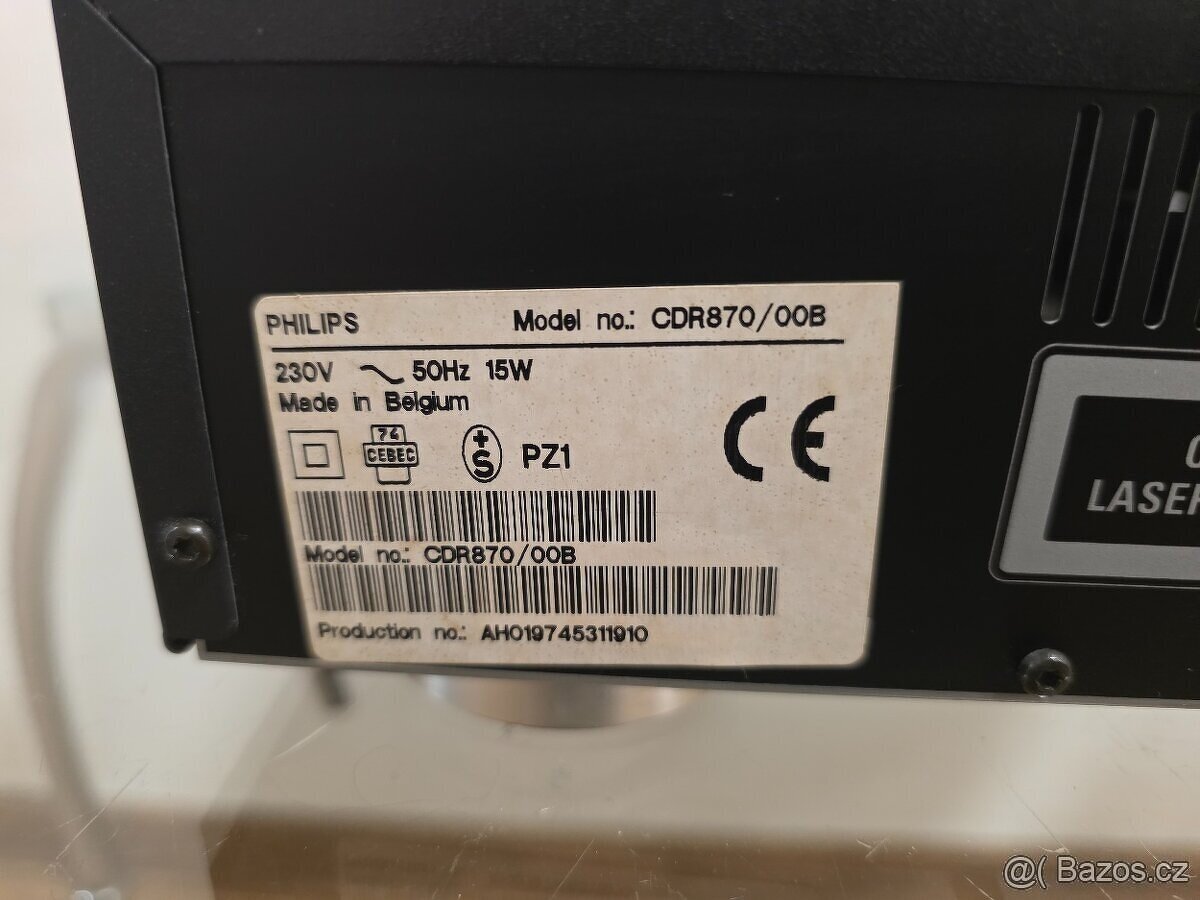 PHILIPS Model no.: CDR870/00B
230V 50Hz 15W
Made in Belgium
74
CEBEC
+S PZ1 CE
Model no.: CDR870/00B
Production no.: AH019745311910
LASER
@( Bazos.cz